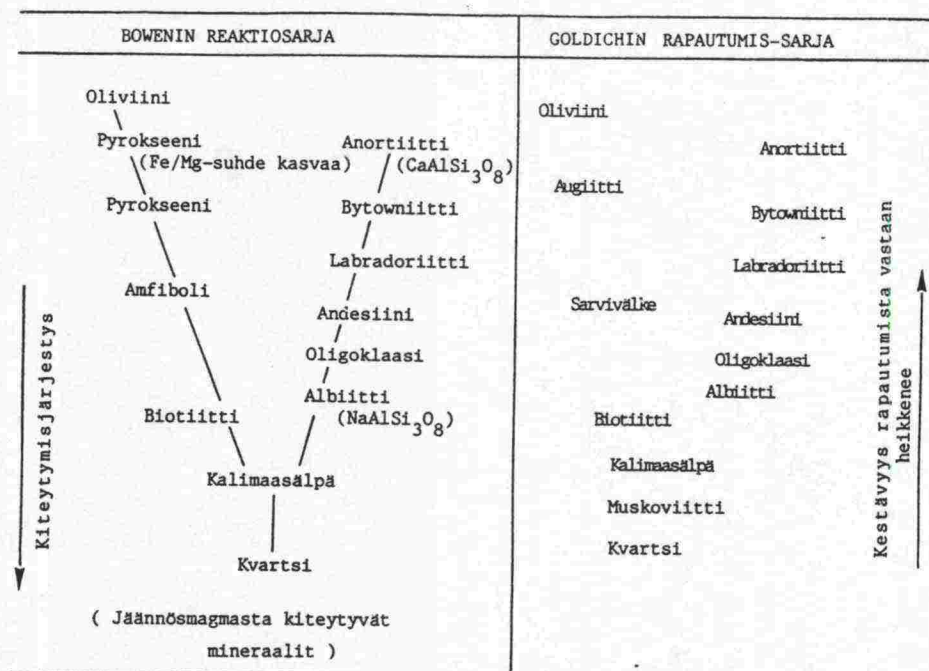 BOWENIN REAKTIOSARJA
Oliviini
Pyrokseeni
(Fe/Mg-suhde kasvaa)
Anortiitti
(CaAlSi₃O₈)
Pyrokseeni
Bytowniitti
Labradoriitti
Amfiboli
Andesiini
Oligoklaasi
Albiitti
(NaAlSi₃O₈)
Biotiitti
Kalimaasälpä
Kvartsi
( Jäännösmagmasta kiteytyvät
mineraalit )
Kiteytymisjärjestys
GOLDICHIN RAPAUTUMIS-SARJA
Oliviini
Anortiitti
Augiitti
Bytowniitti
Labradoriitti
Sarvivälke
Andesiini
Oligoklaasi
Albiitti
Biotiitti
Kalimaasälpä
Muskoviitti
Kvartsi
Kestävyys rapautumista vastaan
heikkenee